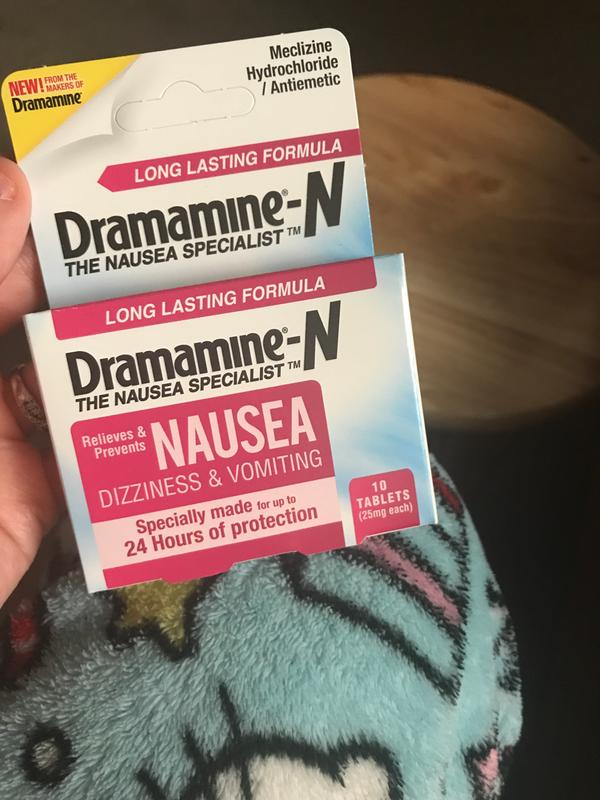 NEW! FROM THE MAKERS OF
Dramamine®
Meclizine
Hydrochloride
/ Antiemetic
LONG LASTING FORMULA
Dramamine®-N
THE NAUSEA SPECIALIST™
LONG LASTING FORMULA
Dramamine®-N
THE NAUSEA SPECIALIST™
Relieves &
Prevents
NAUSEA
DIZZINESS & VOMITING
Specially made for up to
24 Hours of protection
10
TABLETS
(25mg each)